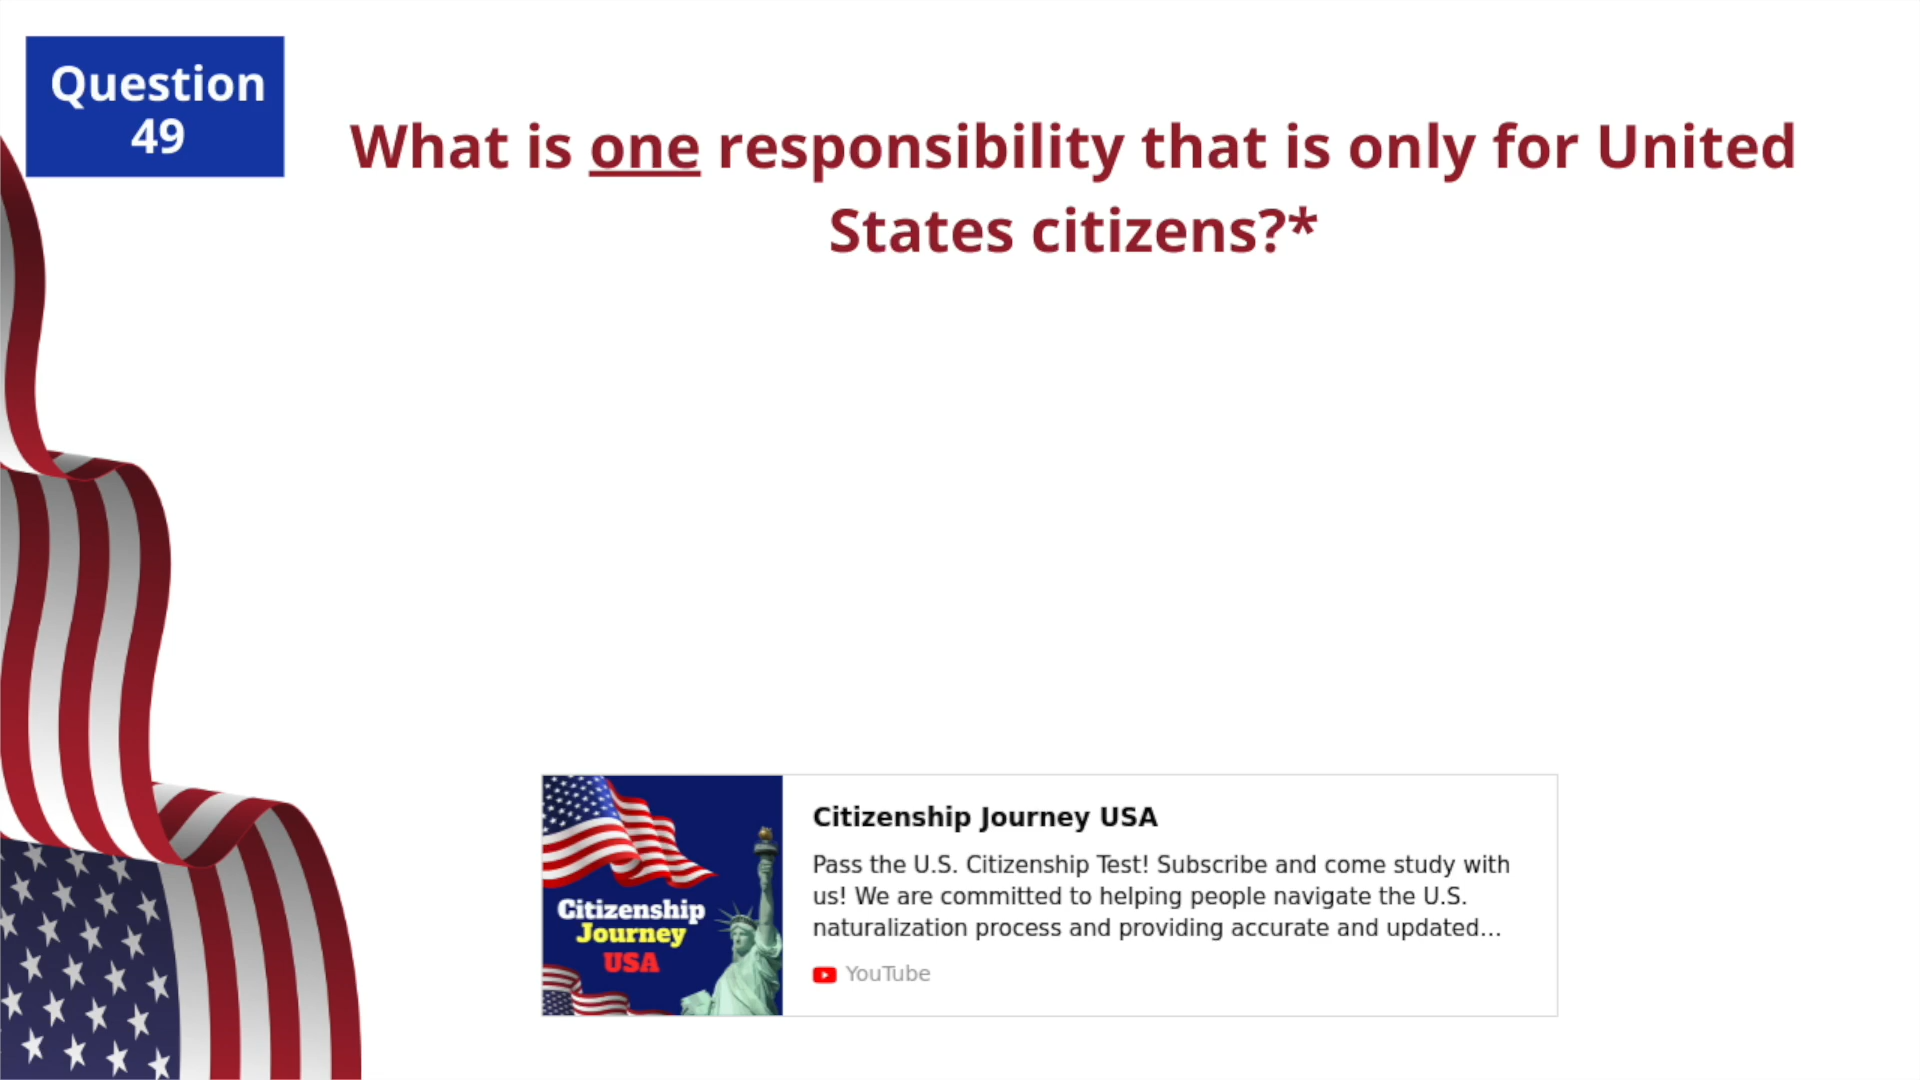 Question
49
What is one responsibility that is only for United
States citizens?*
Citizenship
Journey
USA
Citizenship Journey USA
Pass the U.S. Citizenship Test! Subscribe and come study with
us! We are committed to helping people navigate the U.S.
naturalization process and providing accurate and updated...
YouTube